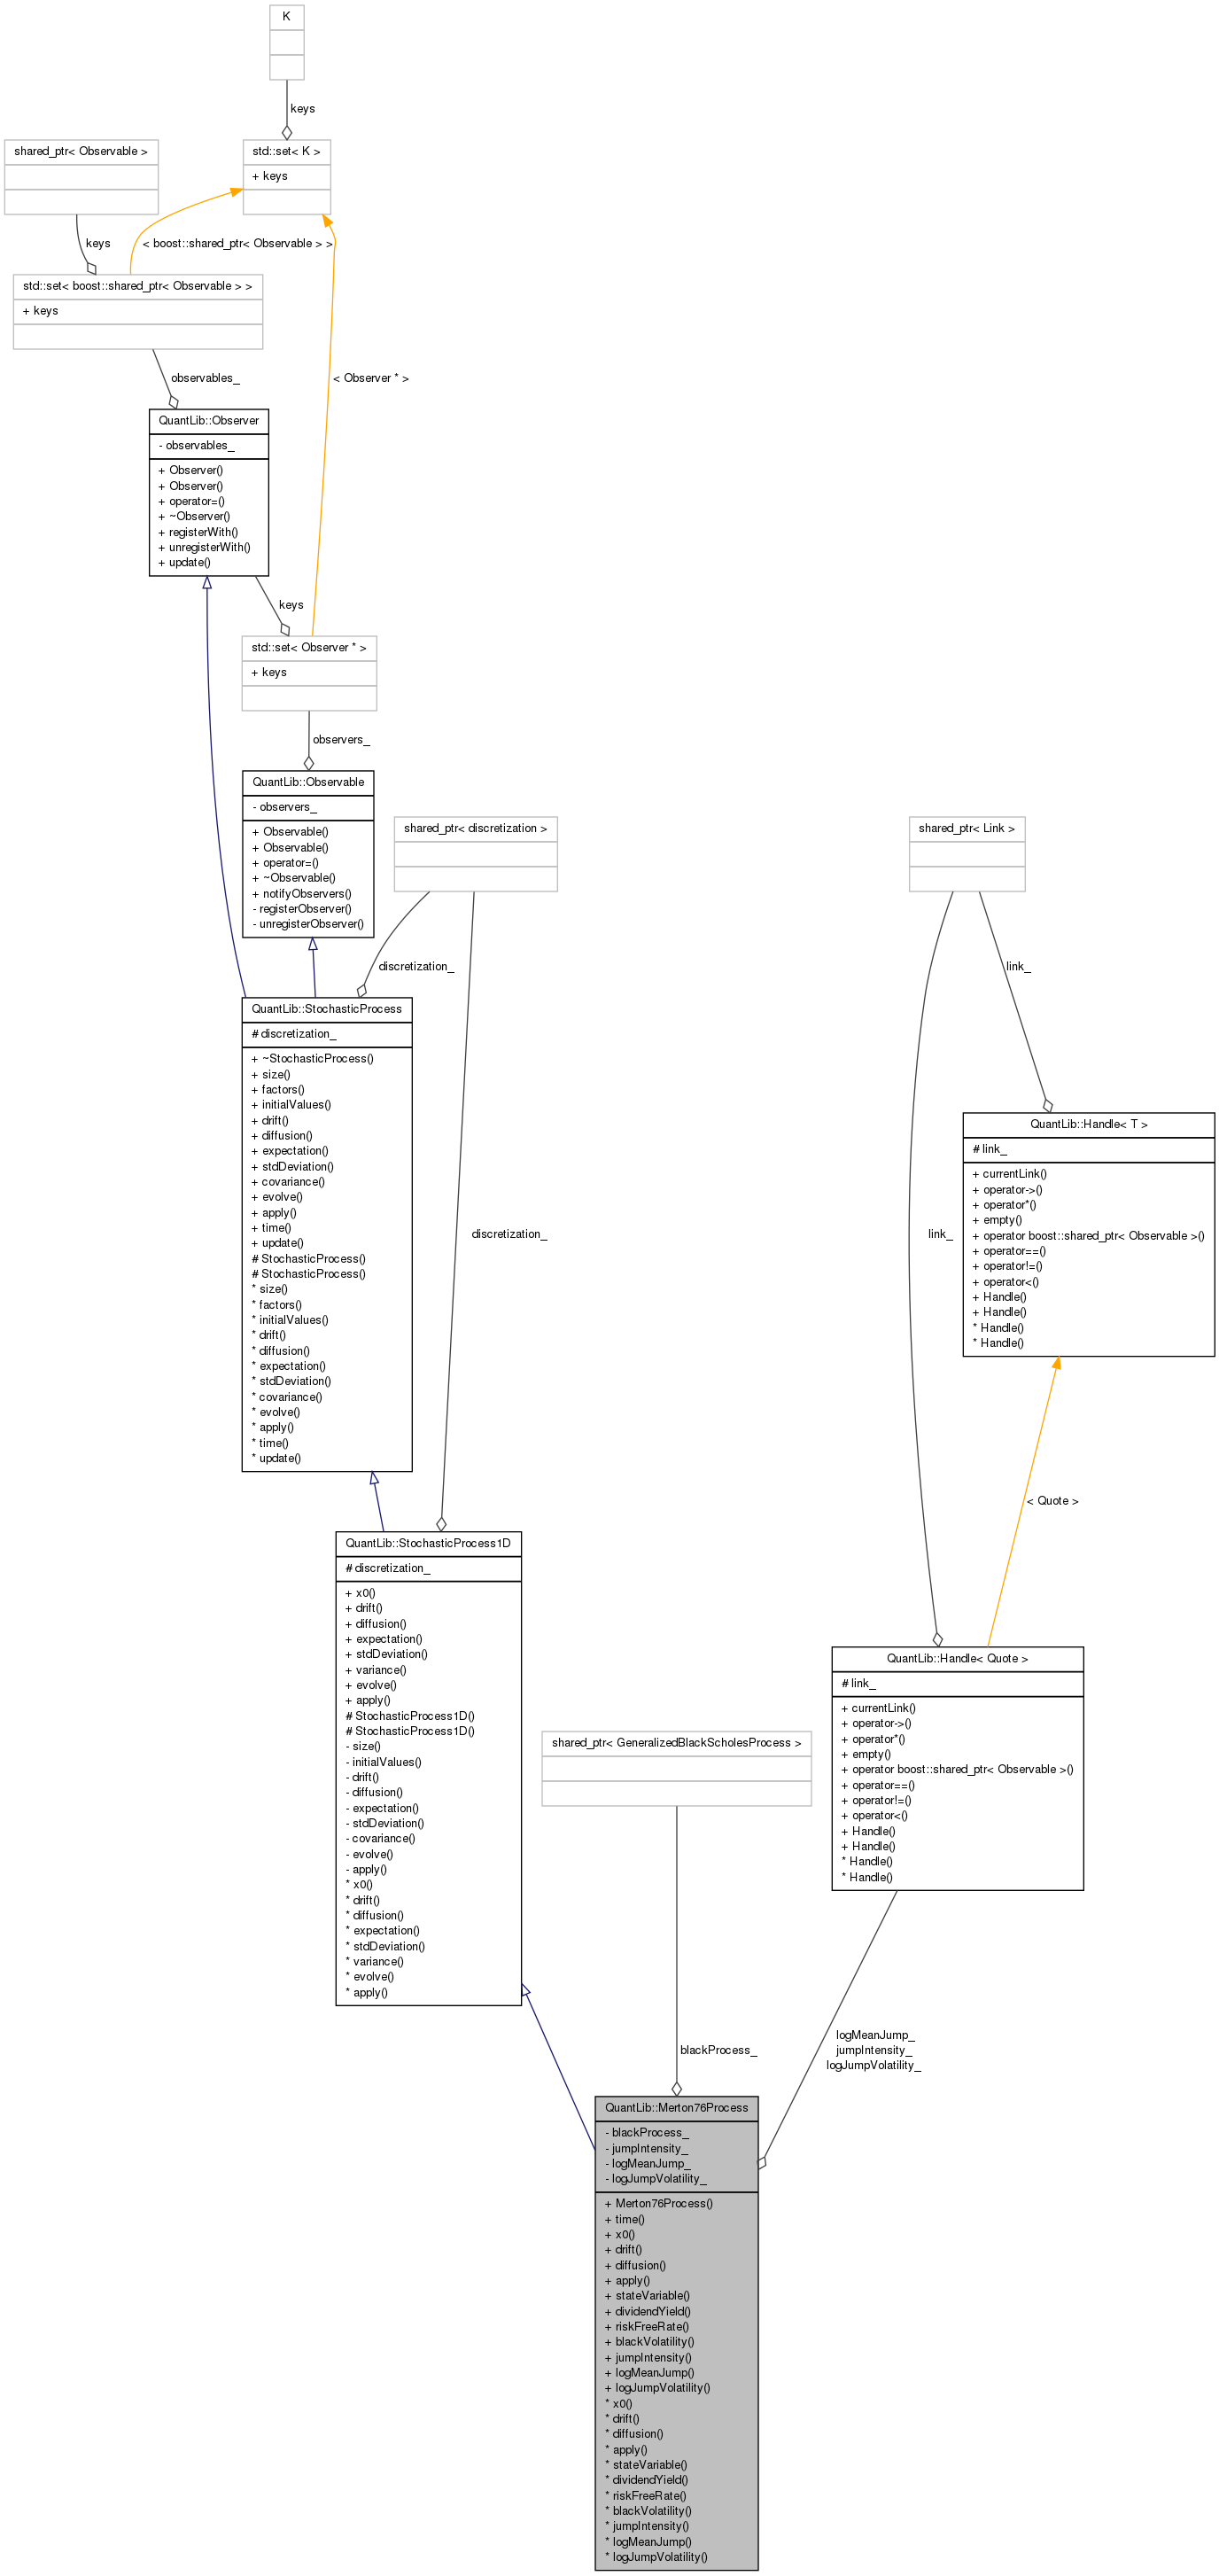 K
keys
shared_ptr< Observable >
std::set< K >
+ keys
keys
< boost::shared_ptr< Observable > >
std::set< boost::shared_ptr< Observable > >
+ keys
observables_
< Observer * >
QuantLib::Observer
- observables_
+ Observer()
+ Observer()
+ operator=()
+ ~Observer()
+ registerWith()
+ unregisterWith()
+ update()
keys
std::set< Observer * >
+ keys
observers_
QuantLib::Observable
- observers_
+ Observable()
+ Observable()
+ operator=()
+ ~Observable()
+ notifyObservers()
- registerObserver()
- unregisterObserver()
shared_ptr< discretization >
shared_ptr< Link >
discretization_
link_
QuantLib::StochasticProcess
# discretization_
+ ~StochasticProcess()
+ size()
+ factors()
+ initialValues()
+ drift()
+ diffusion()
+ expectation()
+ stdDeviation()
+ covariance()
+ evolve()
+ apply()
+ time()
+ update()
# StochasticProcess()
# StochasticProcess()
* size()
* factors()
* initialValues()
* drift()
* diffusion()
* expectation()
* stdDeviation()
* covariance()
* evolve()
* apply()
* time()
* update()
discretization_
link_
QuantLib::Handle< T >
# link_
+ currentLink()
+ operator->()
+ operator*()
+ empty()
+ operator boost::shared_ptr< Observable >()
+ operator==()
+ operator!=()
+ operator<()
+ Handle()
+ Handle()
* Handle()
* Handle()
< Quote >
QuantLib::StochasticProcess1D
# discretization_
+ x0()
+ drift()
+ diffusion()
+ expectation()
+ stdDeviation()
+ variance()
+ evolve()
+ apply()
# StochasticProcess1D()
# StochasticProcess1D()
- size()
- initialValues()
- drift()
- diffusion()
- expectation()
- stdDeviation()
- covariance()
- evolve()
- apply()
* x0()
* drift()
* diffusion()
* expectation()
* stdDeviation()
* variance()
* evolve()
* apply()
shared_ptr< GeneralizedBlackScholesProcess >
QuantLib::Handle< Quote >
# link_
+ currentLink()
+ operator->()
+ operator*()
+ empty()
+ operator boost::shared_ptr< Observable >()
+ operator==()
+ operator!=()
+ operator<()
+ Handle()
+ Handle()
* Handle()
* Handle()
blackProcess_
logMeanJump_
jumpIntensity_
logJumpVolatility_
QuantLib::Merton76Process
- blackProcess_
- jumpIntensity_
- logMeanJump_
- logJumpVolatility_
+ Merton76Process()
+ time()
+ x0()
+ drift()
+ diffusion()
+ apply()
+ stateVariable()
+ dividendYield()
+ riskFreeRate()
+ blackVolatility()
+ jumpIntensity()
+ logMeanJump()
+ logJumpVolatility()
* x0()
* drift()
* diffusion()
* apply()
* stateVariable()
* dividendYield()
* riskFreeRate()
* blackVolatility()
* jumpIntensity()
* logMeanJump()
* logJumpVolatility()